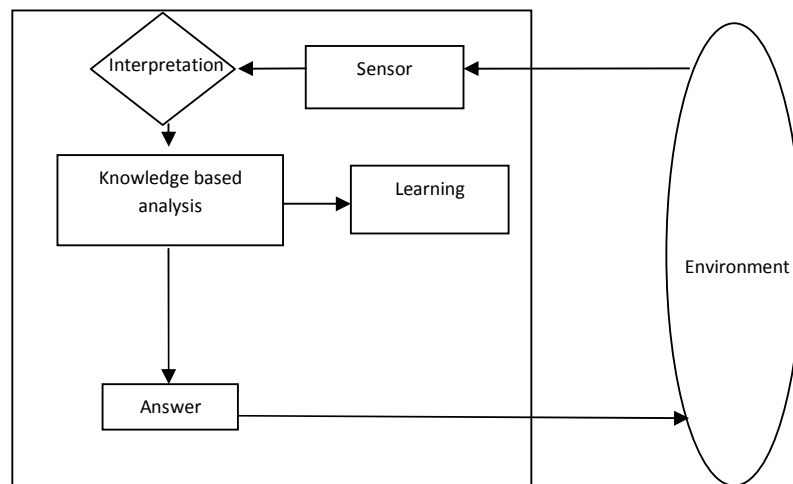 Interpretation
Sensor
Knowledge based
analysis
Learning
Environment
Answer